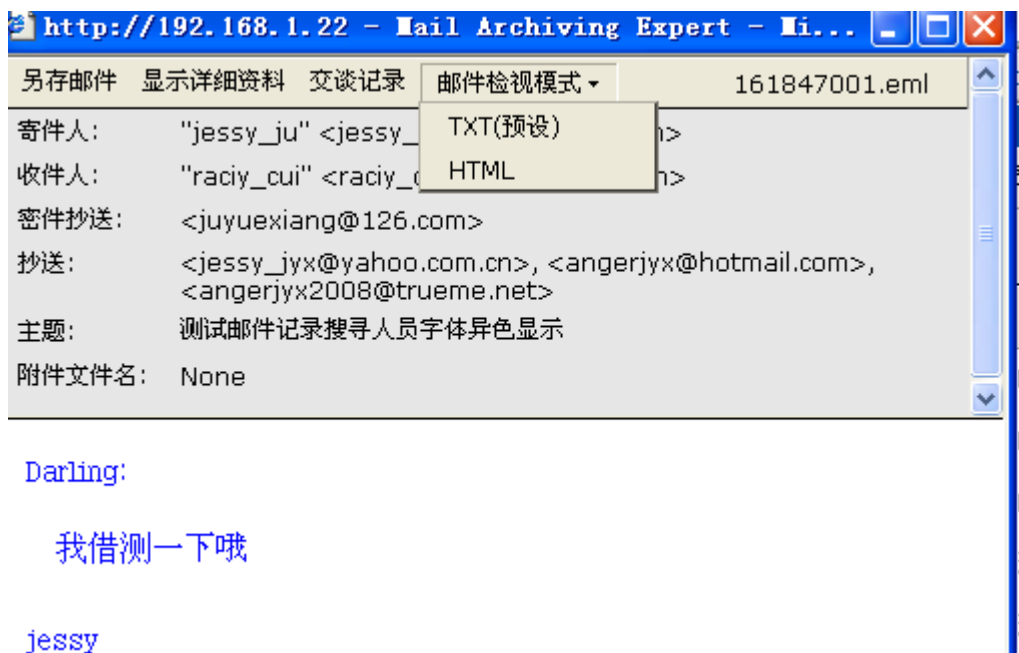 http://192.168.1.22 - Mail Archiving Expert - Mi...
另存邮件 显示详细资料 交谈记录 邮件检视模式 161847001.eml
TXT(预设)
HTML
寄件人: "jessy_ju" <jessy_
收件人: "raciy_cui" <raciy_
密件抄送: <juyuexiang@126.com>
抄送: <jessy_jyx@yahoo.com.cn>, <angerjyx@hotmail.com>,
<angerjyx2008@trueme.net>
主题: 测试邮件记录搜寻人员字体异色显示
附件文件名: None
Darling:
我借测一下哦
jessy